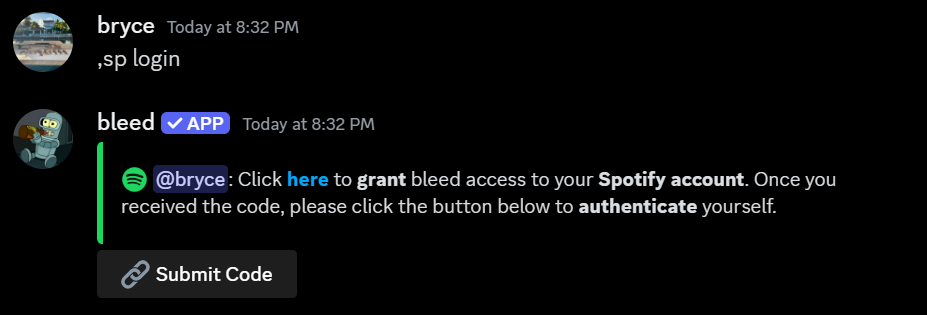 bryce Today at 8:32 PM
,sp login
bleed APP Today at 8:32 PM
@bryce: Click here to grant bleed access to your Spotify account. Once you
received the code, please click the button below to authenticate yourself.
Submit Code